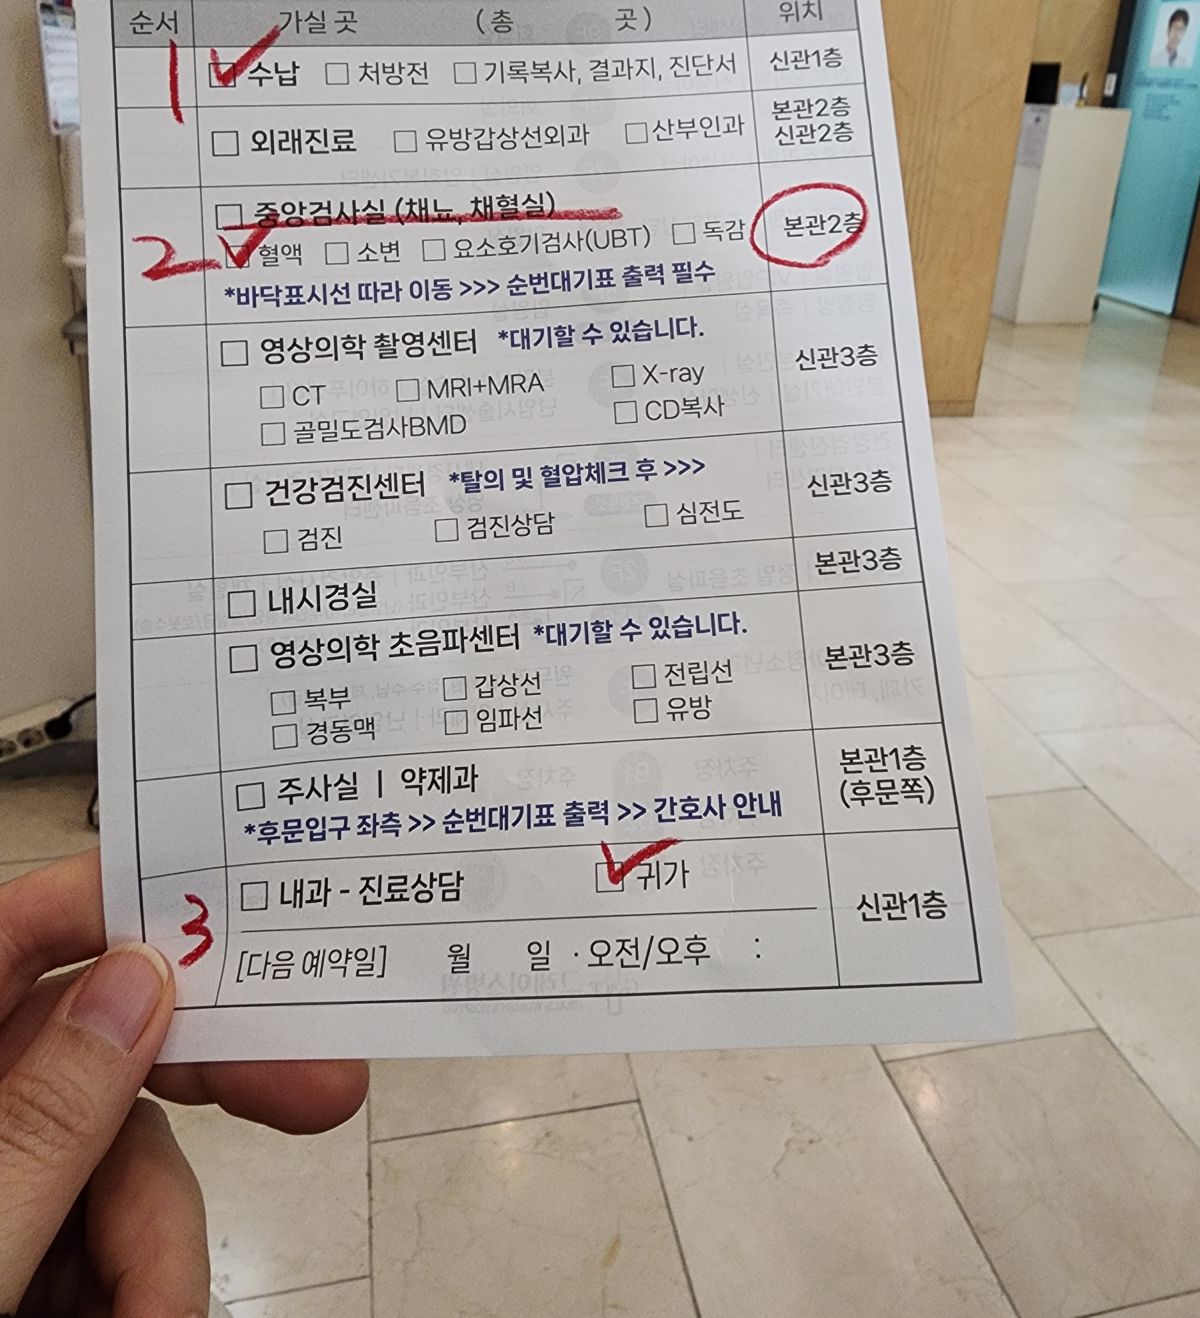 순서 가실 곳 (총 곳) 위치
1 ☑ 수납 ☐ 처방전 ☐ 기록복사, 결과지, 진단서 신관1층
☐ 외래진료 ☐ 유방갑상선외과 ☐ 산부인과 본관2층
신관2층
☐ 중앙검사실 (채뇨, 채혈실)
2 ☑ 혈액 ☐ 소변 ☐ 요소호기검사(UBT) ☐ 독감 본관2층
*바닥표시선 따라 이동 >>> 순번대기표 출력 필수
☐ 영상의학 촬영센터 *대기할 수 있습니다. 신관3층
☐ CT ☐ MRI+MRA ☐ X-ray
☐ 골밀도검사BMD ☐ CD복사
☐ 건강검진센터 *탈의 및 혈압체크 후 >>> 신관3층
☐ 검진 ☐ 검진상담 ☐ 심전도
☐ 내시경실 본관3층
☐ 영상의학 초음파센터 *대기할 수 있습니다. 본관3층
☐ 복부 ☐ 갑상선 ☐ 전립선
☐ 경동맥 ☐ 임파선 ☐ 유방
☐ 주사실 | 약제과 본관1층
(후문쪽)
*후문입구 좌측 >> 순번대기표 출력 >> 간호사 안내
3 ☐ 내과 - 진료상담 ☑ 귀가 신관1층
[다음 예약일] 월 일 · 오전/오후 :